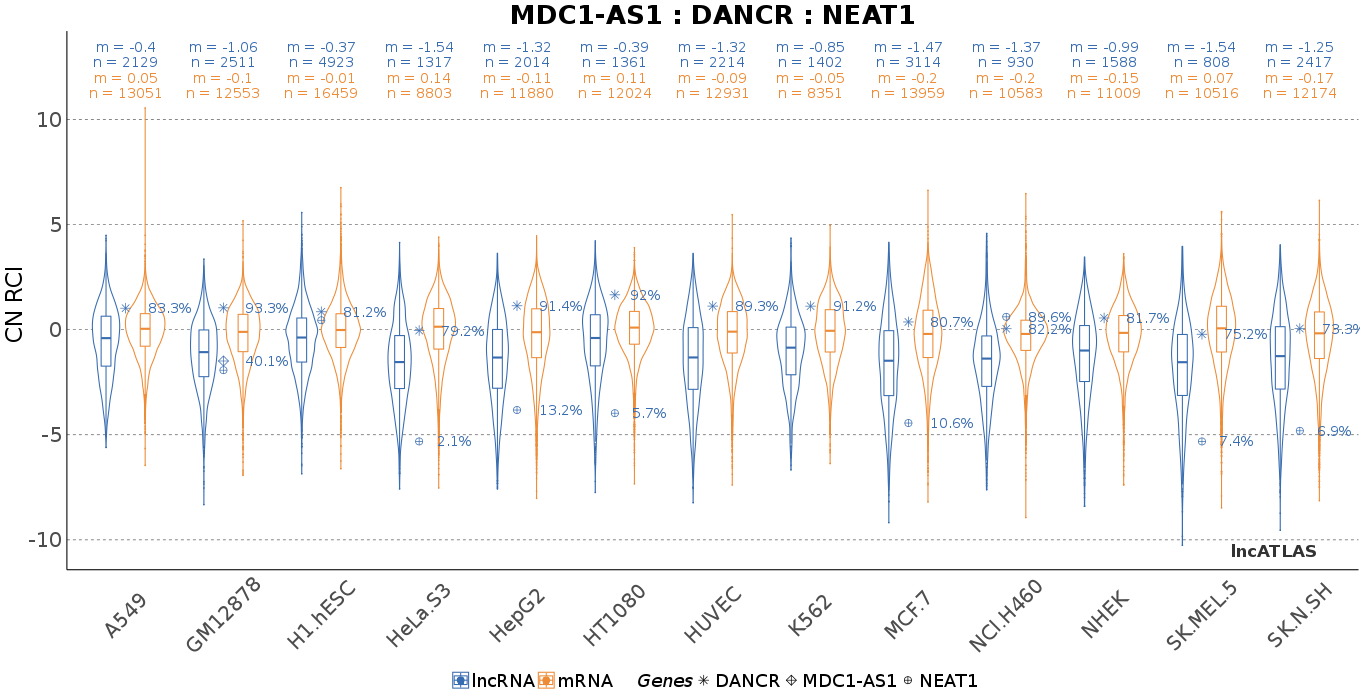 MDC1-AS1 : DANCR : NEAT1
m = -0.4 m = -1.06 m = -0.37 m = -1.54 m = -1.32 m = -0.39 m = -1.32 m = -0.85 m = -1.47 m = -1.37 m = -0.99 m = -1.54 m = -1.25
n = 2129 n = 2511 n = 4923 n = 1317 n = 2014 n = 1361 n = 2214 n = 1402 n = 3114 n = 930 n = 1588 n = 808 n = 2417
m = 0.05 m = -0.1 m = -0.01 m = 0.14 m = -0.11 m = 0.11 m = -0.09 m = -0.05 m = -0.2 m = -0.2 m = -0.15 m = 0.07 m = -0.17
n = 13051 n = 12553 n = 16459 n = 8803 n = 11880 n = 12024 n = 12931 n = 8351 n = 13959 n = 10583 n = 11009 n = 10516 n = 12174
10
5
0
-5
-10
CN RCI
83.3%
93.3%
40.1%
81.2%
79.2%
2.1%
91.4%
13.2%
92%
5.7%
89.3%
91.2%
80.7%
10.6%
89.6%
82.2%
81.7%
75.2%
7.4%
73.3%
6.9%
lncATLAS
A549 GM12878 H1.hESC HeLa.S3 HepG2 HT1080 HUVEC K562 MCF.7 NCI.H460 NHEK SK.MEL.5 SK.N.SH
lncRNA mRNA Genes DANCR MDC1-AS1 NEAT1